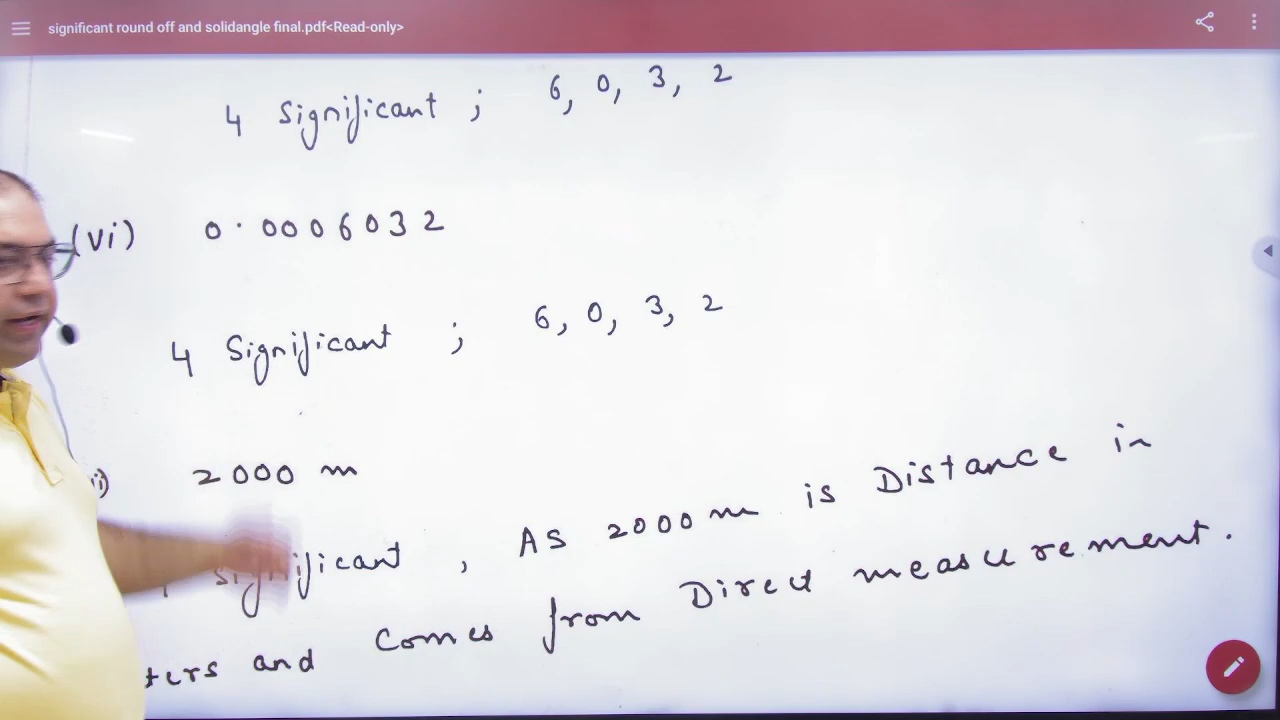 significant round off and solidangle final.pdf<Read-only>
4 Significant ; 6, 0, 3, 2
(vi) 0.0006032
4 Significant ; 6, 0, 3, 2
i) 2000 m
significant , As 2000 m is Distance in
ters and comes from Direct measurement.